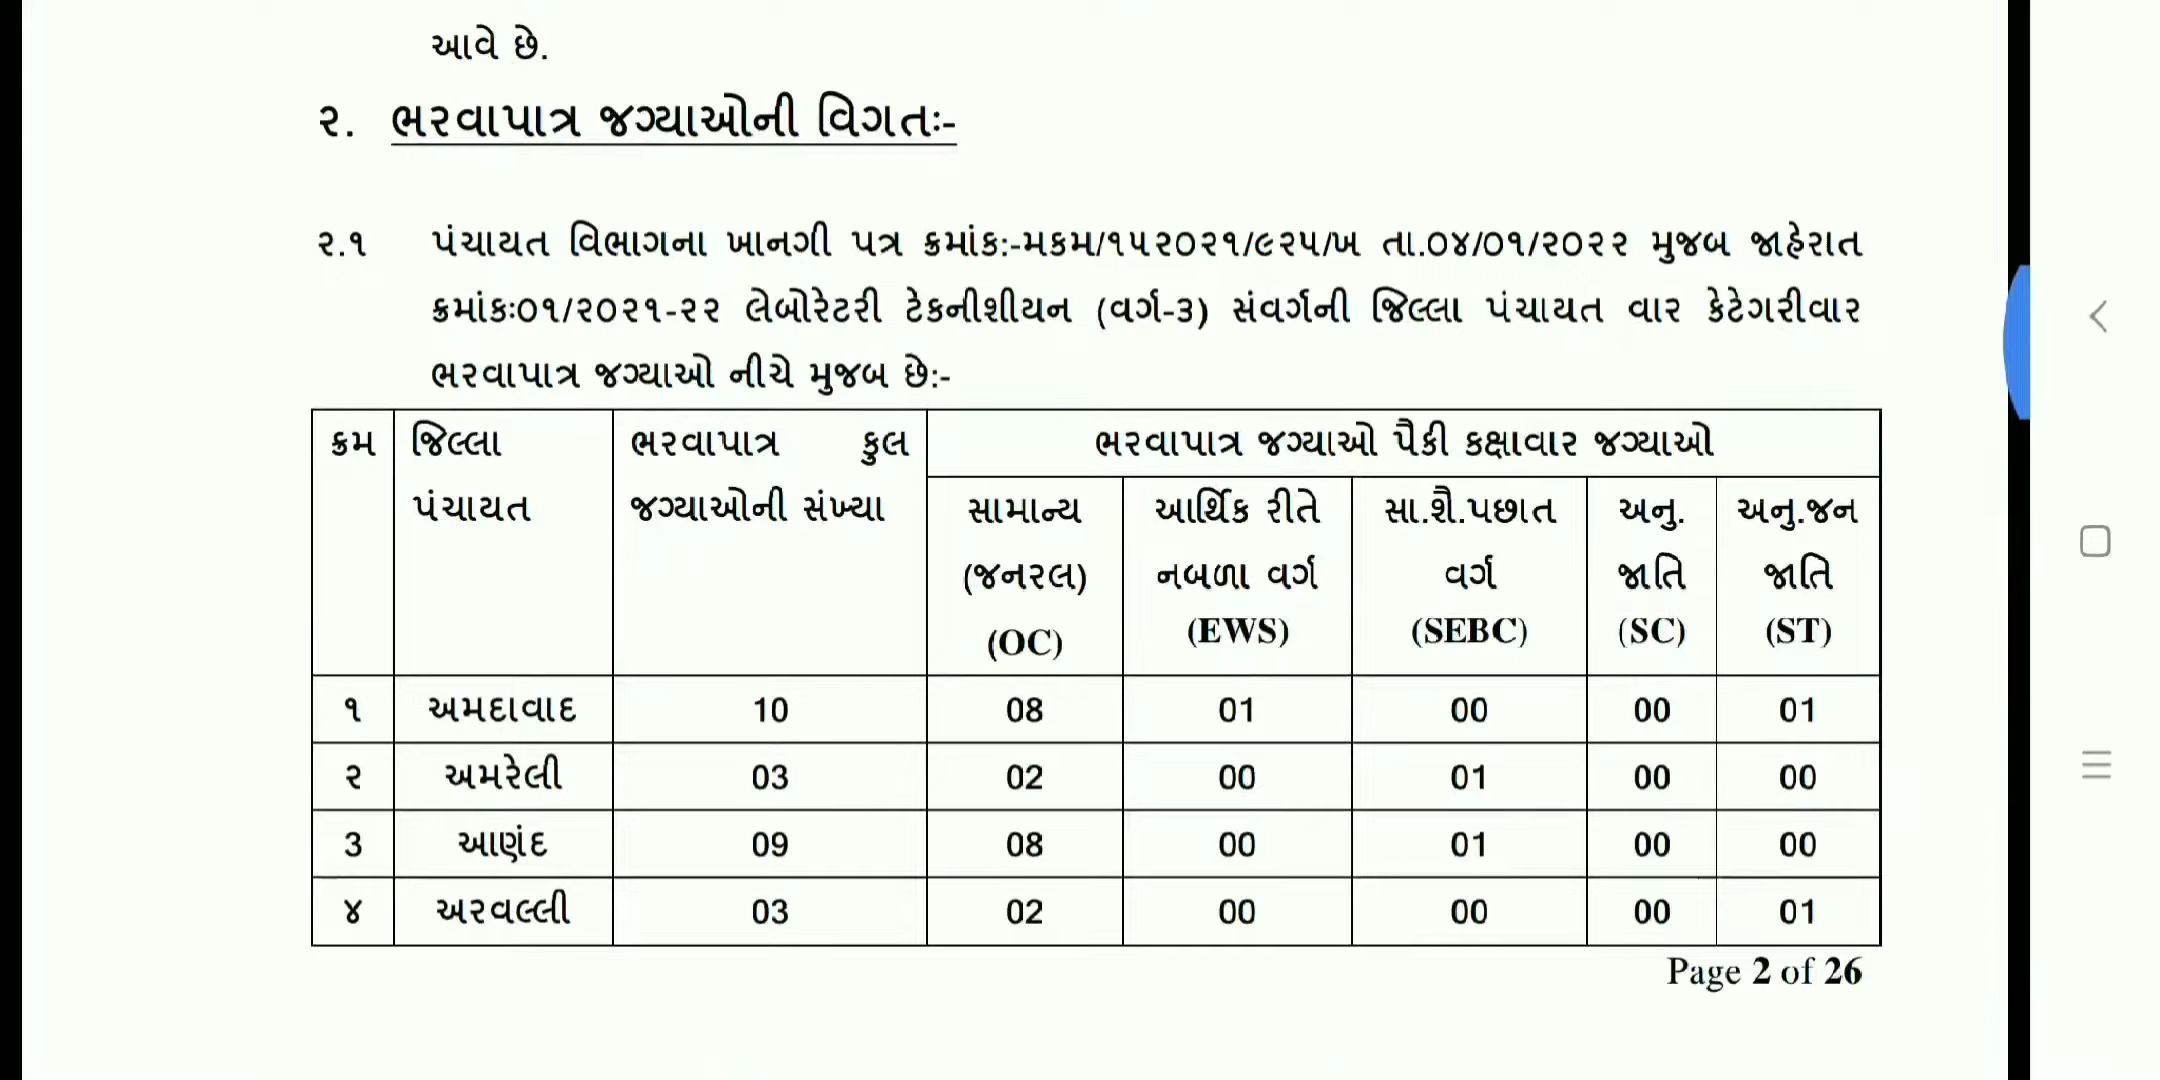 આવે છે.
૨. ભરવાપાત્ર જગ્યાઓની વિગતઃ-
૨.૧ પંચાયત વિભાગના ખાનગી પત્ર ક્રમાંક:-મકમ/૧૫૨૦૨૧/૯૨૫/ખ તા.૦૪/૦૧/૨૦૨૨ મુજબ જાહેરાત
ક્રમાંકઃ૦૧/૨૦૨૧-૨૨ લેબોરેટરી ટેકનીશીયન (વર્ગ-૩) સંવર્ગની જિલ્લા પંચાયત વાર કેટેગરીવાર
ભરવાપાત્ર જગ્યાઓ નીચે મુજબ છે:-
ક્રમ જિલ્લા ભરવાપાત્ર કુલ ભરવાપાત્ર જગ્યાઓ પૈકી કક્ષાવાર જગ્યાઓ
પંચાયત જગ્યાઓની સંખ્યા સામાન્ય આર્થિક રીતે સા.શૈ.પછાત અનુ. અનુ.જન
(જનરલ) નબળા વર્ગ વર્ગ જાતિ જાતિ
(OC) (EWS) (SEBC) (SC) (ST)
૧ અમદાવાદ 10 08 01 00 00 01
૨ અમરેલી 03 02 00 01 00 00
3 આણંદ 09 08 00 01 00 00
૪ અરવલ્લી 03 02 00 00 00 01
Page 2 of 26